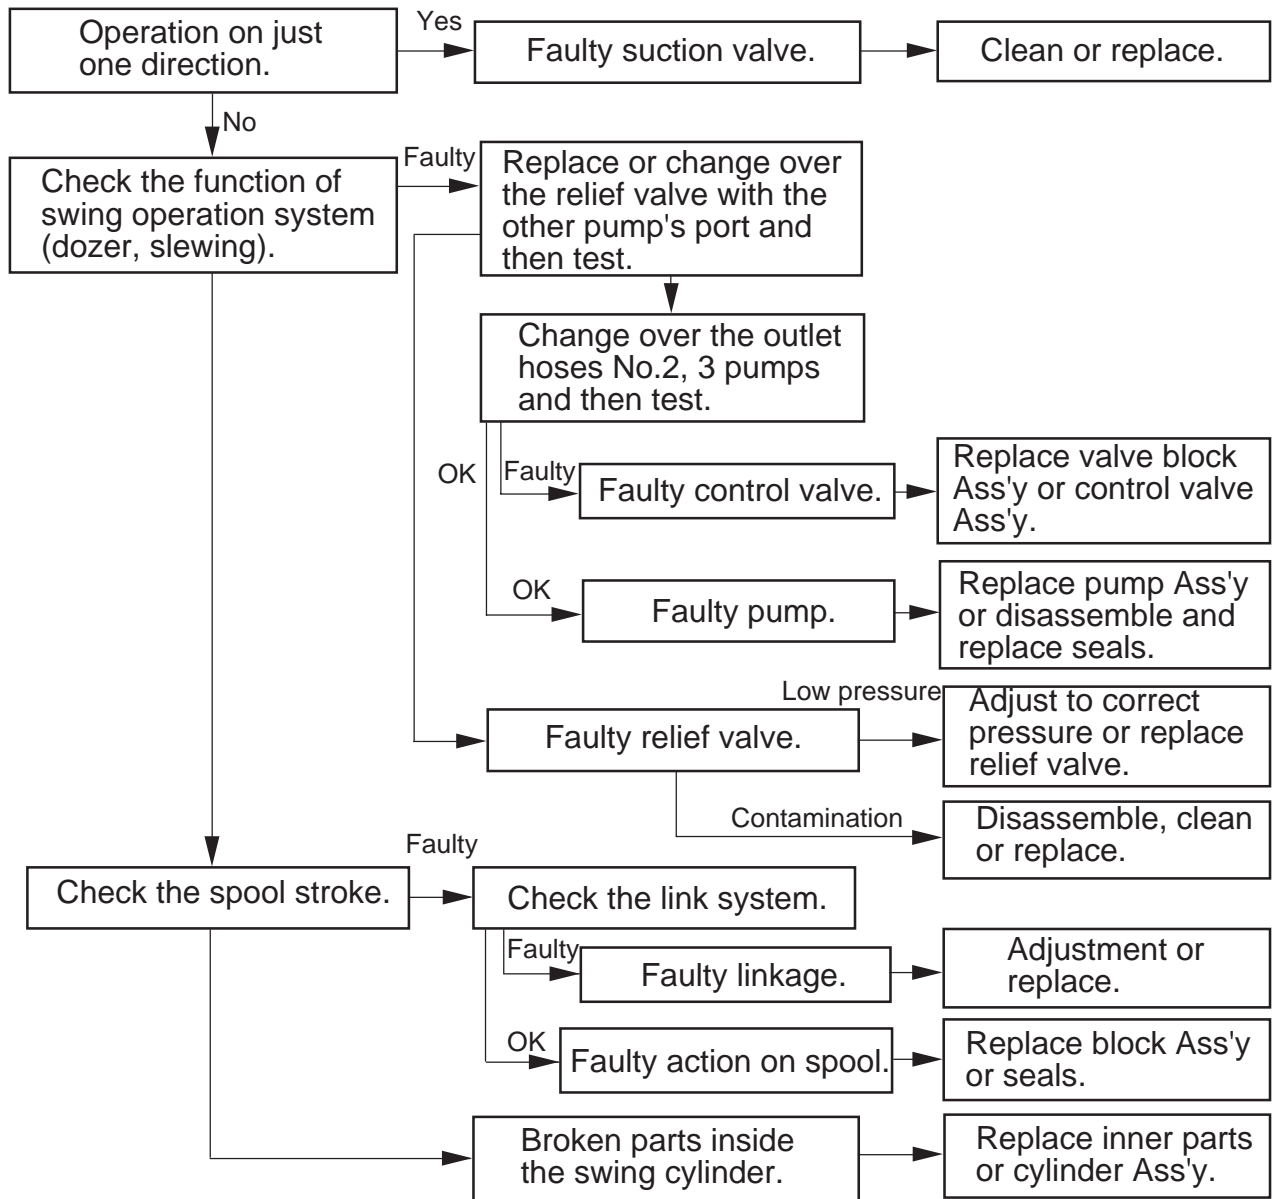 Operation on just
one direction.
Yes
Faulty suction valve.
Clean or replace.
No
Check the function of
swing operation system
(dozer, slewing).
Faulty
Replace or change over
the relief valve with the
other pump's port and
then test.
Change over the outlet
hoses No.2, 3 pumps
and then test.
OK
Faulty
Faulty control valve.
Replace valve block
Ass'y or control valve
Ass'y.
OK
Faulty pump.
Replace pump Ass'y
or disassemble and
replace seals.
Faulty relief valve.
Low pressure
Adjust to correct
pressure or replace
relief valve.
Contamination
Disassemble, clean
or replace.
Check the spool stroke.
Faulty
Check the link system.
Faulty
Faulty linkage.
Adjustment or
replace.
OK
Faulty action on spool.
Replace block Ass'y
or seals.
Broken parts inside
the swing cylinder.
Replace inner parts
or cylinder Ass'y.